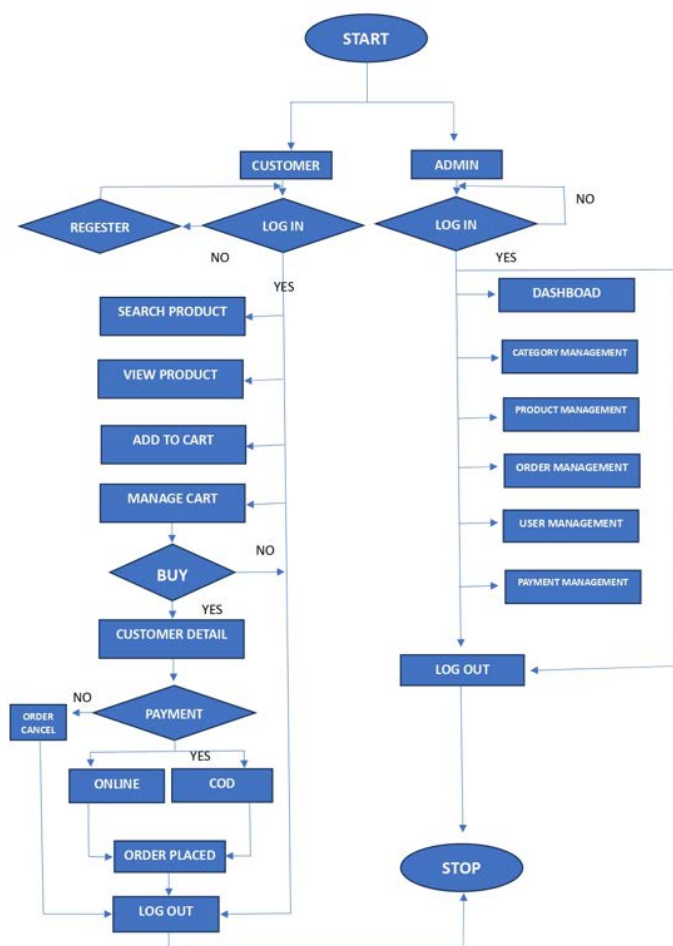 START
CUSTOMER
ADMIN
REGESTER
LOG IN
LOG IN
NO
NO
YES
YES
SEARCH PRODUCT
DASHBOAD
VIEW PRODUCT
CATEGORY MANAGEMENT
ADD TO CART
PRODUCT MANAGEMENT
MANAGE CART
ORDER MANAGEMENT
BUY
NO
USER MANAGEMENT
YES
PAYMENT MANAGEMENT
CUSTOMER DETAIL
LOG OUT
NO
ORDER
CANCEL
PAYMENT
YES
ONLINE
COD
ORDER PLACED
STOP
LOG OUT